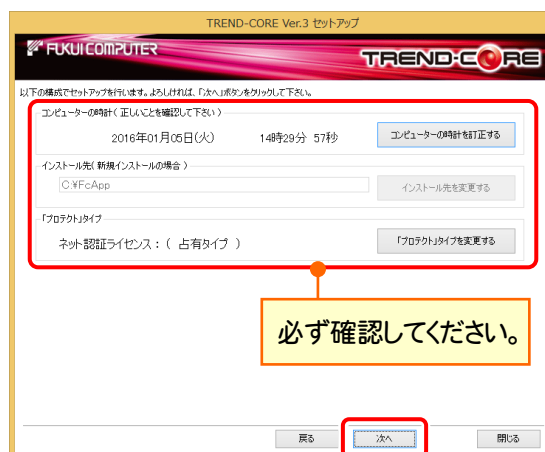 TREND-CORE Ver.3 セットアップ
FUKUI COMPUTER
TREND-CORE
以下の構成でセットアップを行います。よろしければ、「次へ」ボタンをクリックして下さい。
コンピューターの時計( 正しいことを確認して下さい )
2016年01月05日(火) 14時29分 57秒 コンピューターの時計を訂正する
インストール先( 新規インストールの場合 )
C:¥FcApp インストール先を変更する
「プロテクト」タイプ
ネット認証ライセンス : ( 占有タイプ ) 「プロテクト」タイプを変更する
必ず確認してください。
戻る 次へ 閉じる